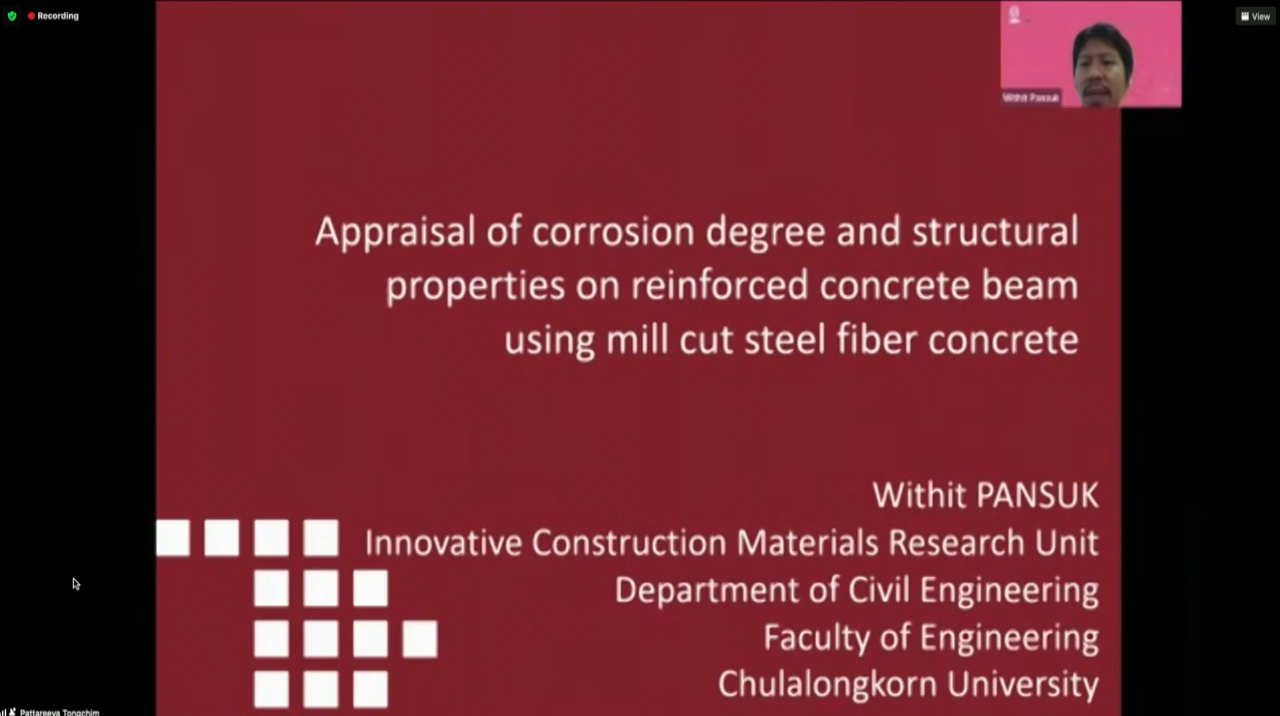 Recording
View
Withit Pansuk
Appraisal of corrosion degree and structural
properties on reinforced concrete beam
using mill cut steel fiber concrete
Withit PANSUK
Innovative Construction Materials Research Unit
Department of Civil Engineering
Faculty of Engineering
Chulalongkorn University
Pattareeya Tongchim